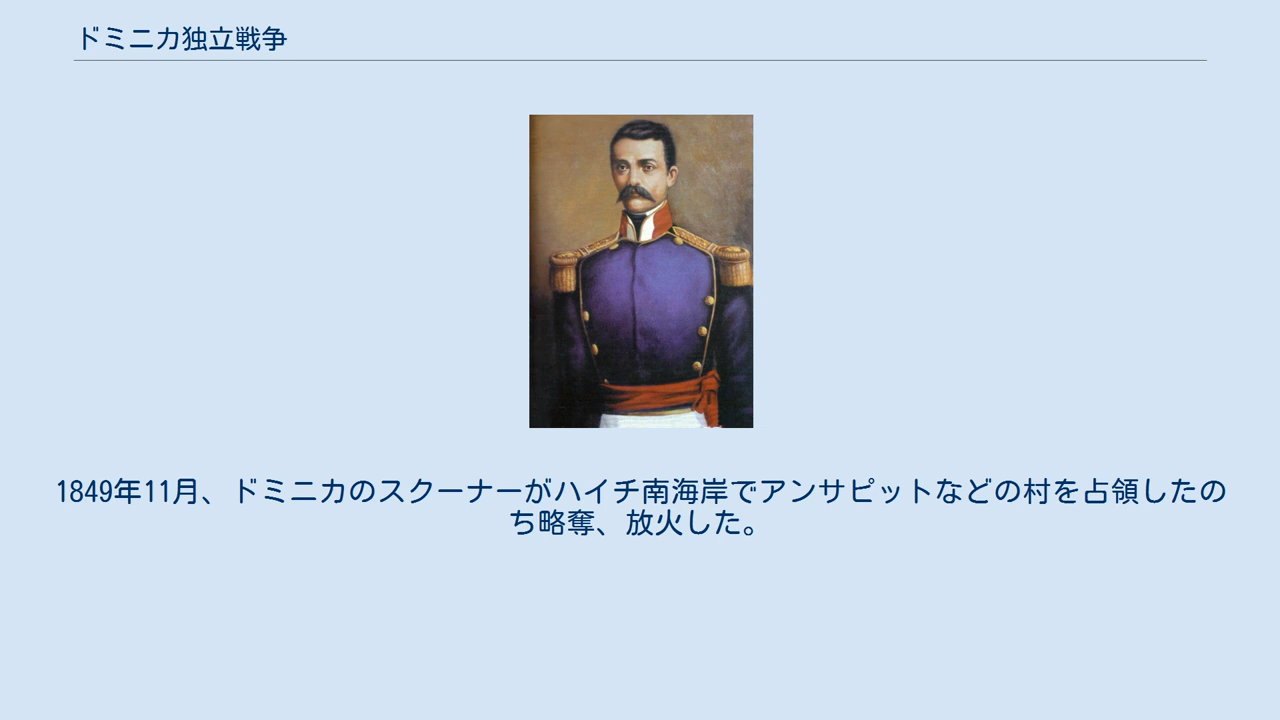 ドミニカ独立戦争
1849年11月、ドミニカのスクーナーがハイチ南海岸でアンサピットなどの村を占領したの
ち略奪、放火した。